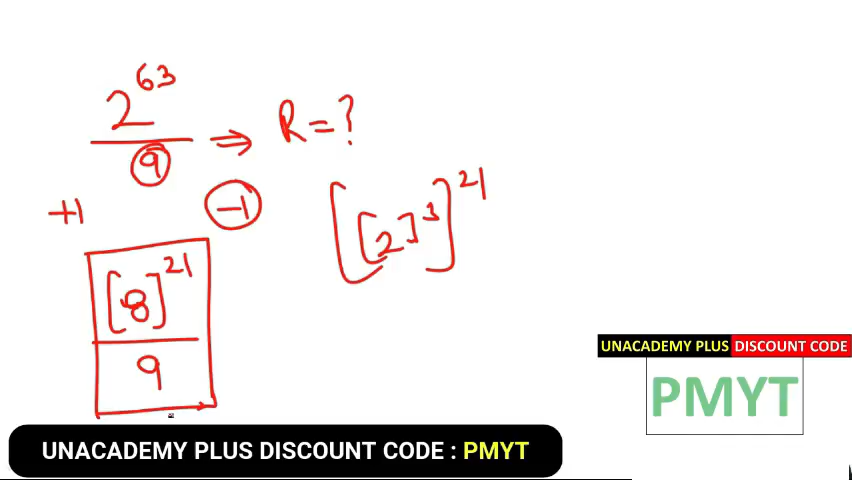 2^63
9 ⇒ R = ?
+1 -1 [[2]^3]^21
[8]^21
9
UNACADEMY PLUS DISCOUNT CODE
PMYT
UNACADEMY PLUS DISCOUNT CODE : PMYT